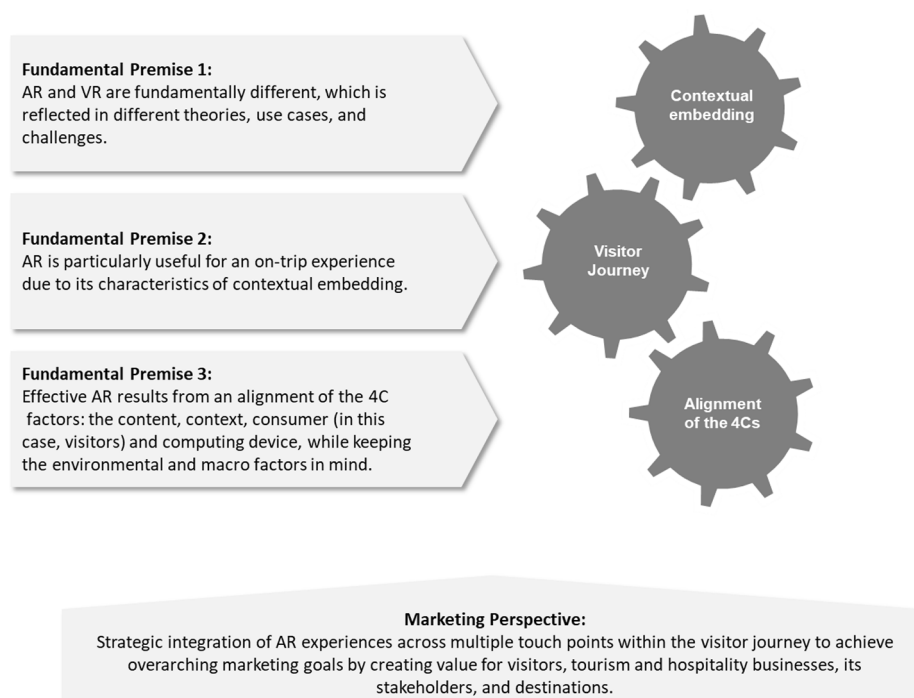 Fundamental Premise 1:
AR and VR are fundamentally different, which is
reflected in different theories, use cases, and
challenges.
Contextual
embedding
Fundamental Premise 2:
AR is particularly useful for an on-trip experience
due to its characteristics of contextual embedding.
Visitor
Journey
Fundamental Premise 3:
Effective AR results from an alignment of the 4C
factors: the content, context, consumer (in this
case, visitors) and computing device, while keeping
the environmental and macro factors in mind.
Alignment
of the 4Cs
Marketing Perspective:
Strategic integration of AR experiences across multiple touch points within the visitor journey to achieve
overarching marketing goals by creating value for visitors, tourism and hospitality businesses, its
stakeholders, and destinations.